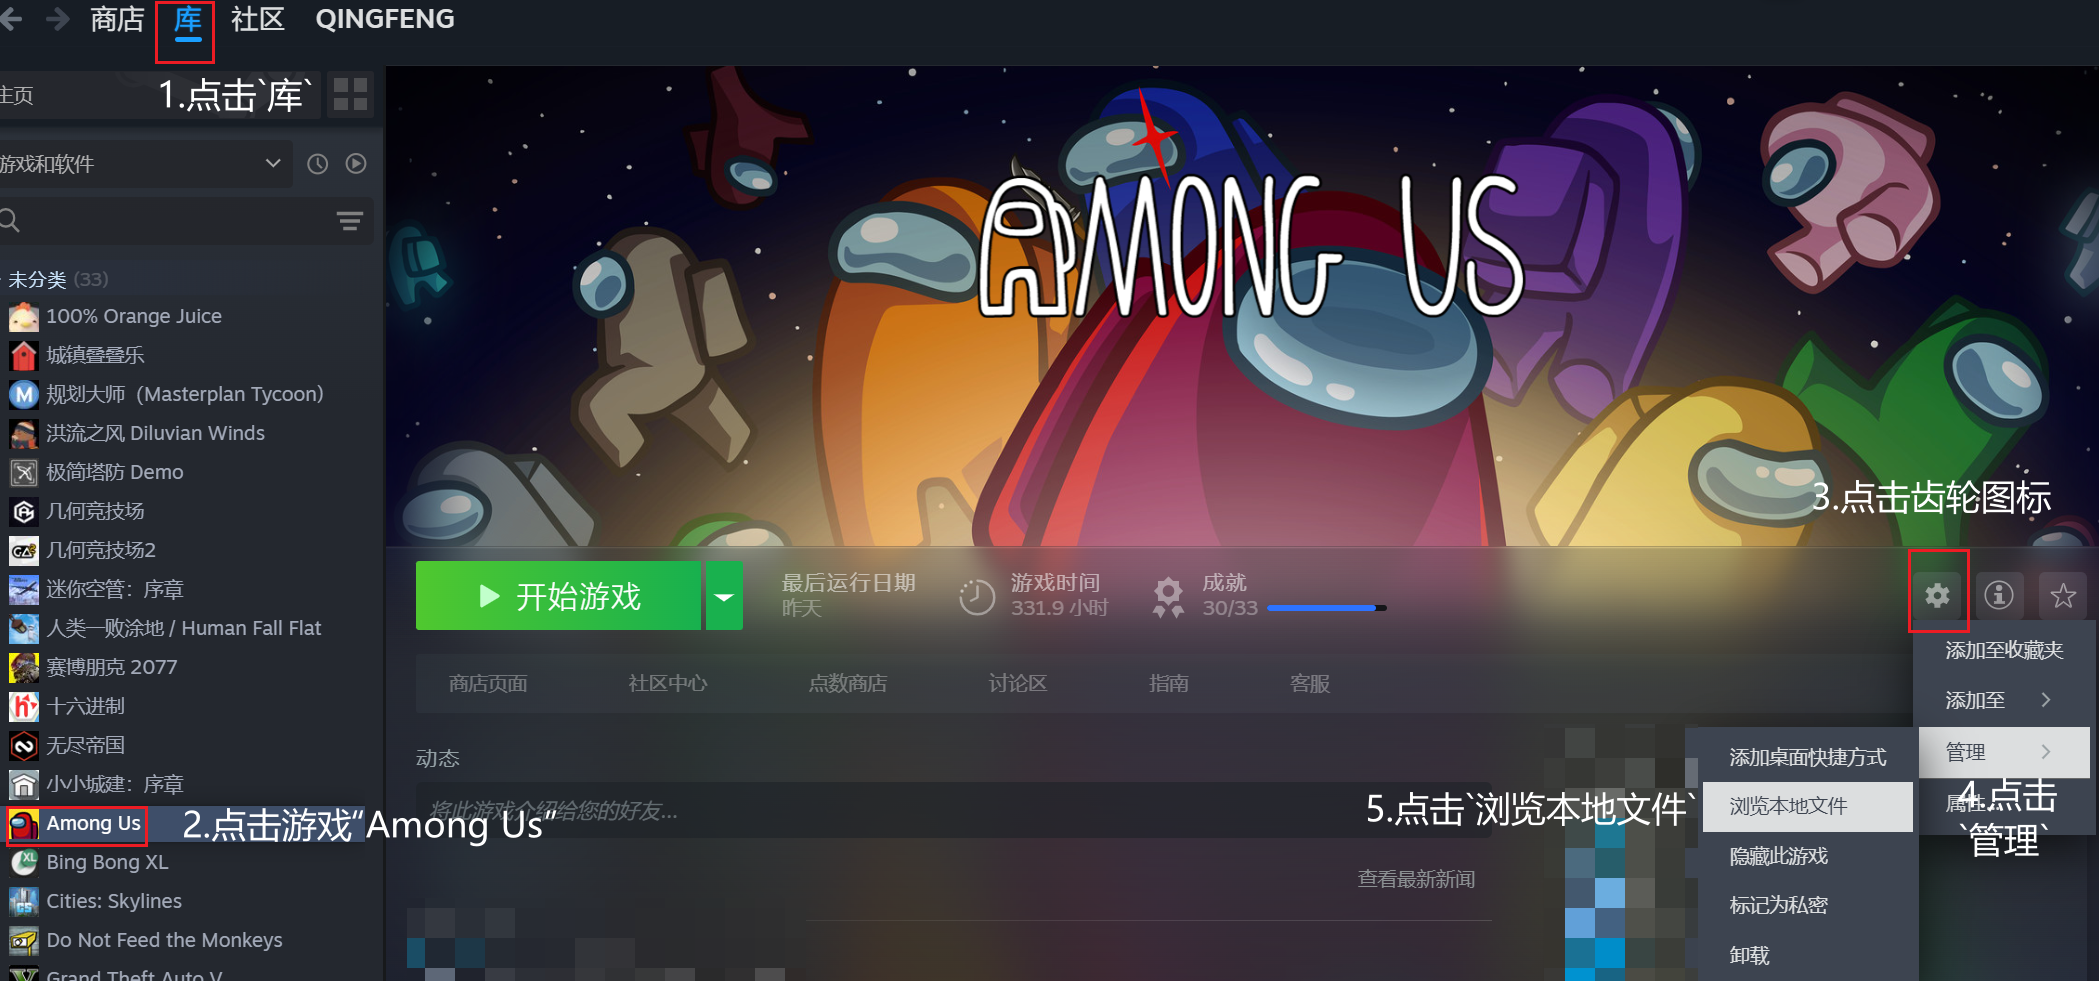 商店 库 社区 QINGFENG
主页
1.点击`库`
游戏和软件
未分类 (33)
100% Orange Juice
城镇叠叠乐
规划大师（Masterplan Tycoon）
洪流之风 Diluvian Winds
极简塔防 Demo
几何竞技场
几何竞技场2
迷你空管：序章
人类一败涂地 / Human Fall Flat
赛博朋克 2077
十六进制
无尽帝国
小小城建：序章
Among Us
2.点击游戏“Among Us”
Bing Bong XL
Cities: Skylines
Do Not Feed the Monkeys
Grand Theft Auto V
AMONG US
3.点击齿轮图标
开始游戏
最后运行日期
昨天
游戏时间
331.9 小时
成就
30/33
商店页面 社区中心 点数商店 讨论区 指南 客服
动态
将此游戏介绍给您的好友...
查看最新新闻
添加至收藏夹
添加至
管理
属性...
4.点击
`管理`
添加桌面快捷方式
5.点击`浏览本地文件`
浏览本地文件
隐藏此游戏
标记为私密
卸载